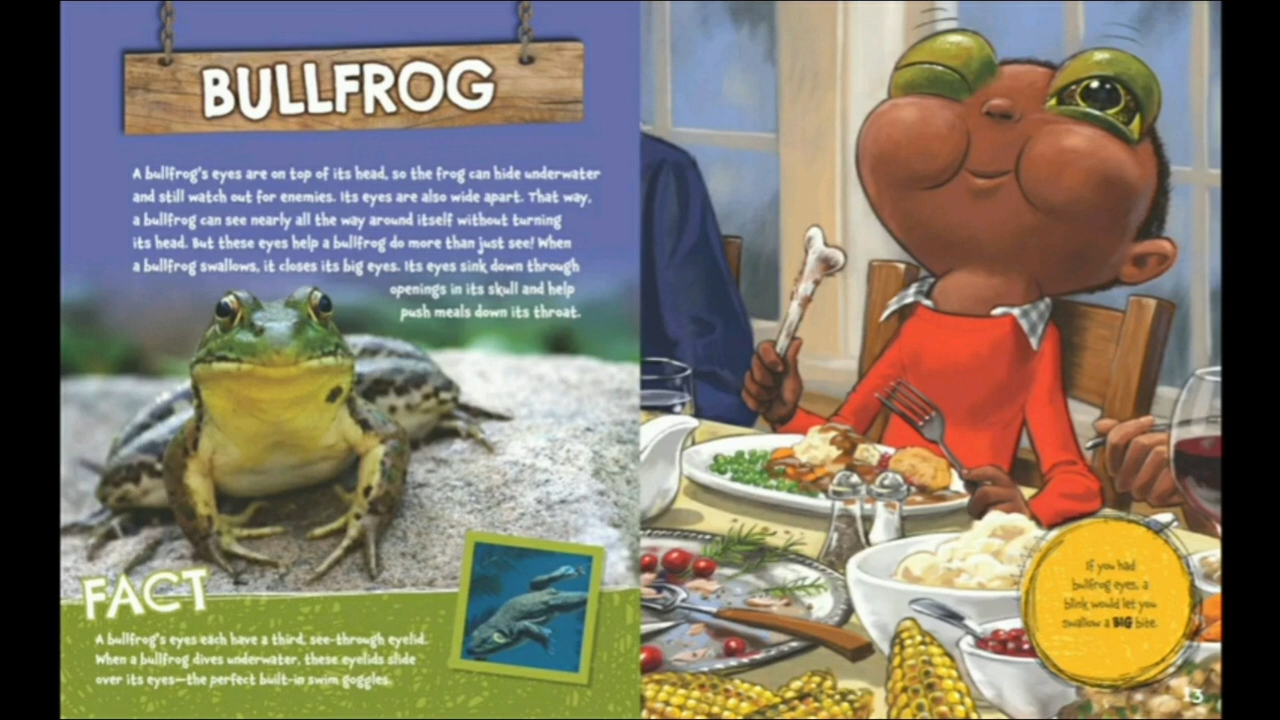 BULLFROG
A bullfrog's eyes are on top of its head, so the frog can hide underwater
and still watch out for enemies. Its eyes are also wide apart. That way,
a bullfrog can see nearly all the way around itself without turning
its head. But these eyes help a bullfrog do more than just see! When
a bullfrog swallows, it closes its big eyes. Its eyes sink down through
openings in its skull and help
push meals down its throat.
FACT
A bullfrog's eyes each have a third, see-through eyelid.
When a bullfrog dives underwater, these eyelids slide
over its eyes—the perfect built-in swim goggles.
If you had
bullfrog eyes, a
blink would let you
swallow a BIG bite.
13